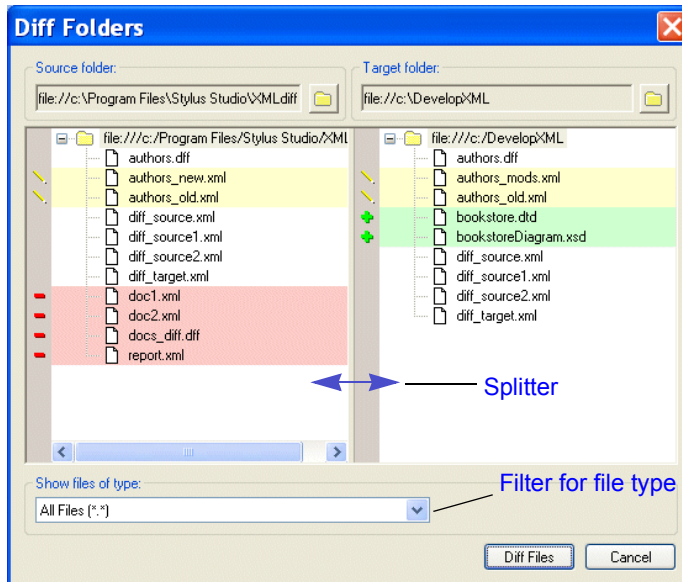 Diff Folders
Source folder:
file://c:\Program Files\Stylus Studio\XMLdiff
Target folder:
file://c:\DevelopXML
file:///c:/Program Files/Stylus Studio/XMl
authors.dff
authors_new.xml
authors_old.xml
diff_source.xml
diff_source1.xml
diff_source2.xml
diff_target.xml
doc1.xml
doc2.xml
docs_diff.dff
report.xml
file:///c:/DevelopXML
authors.dff
authors_mods.xml
authors_old.xml
bookstore.dtd
bookstoreDiagram.xsd
diff_source.xml
diff_source1.xml
diff_source2.xml
diff_target.xml
Splitter
Show files of type:
All Files (*.*)
Filter for file type
Diff Files
Cancel